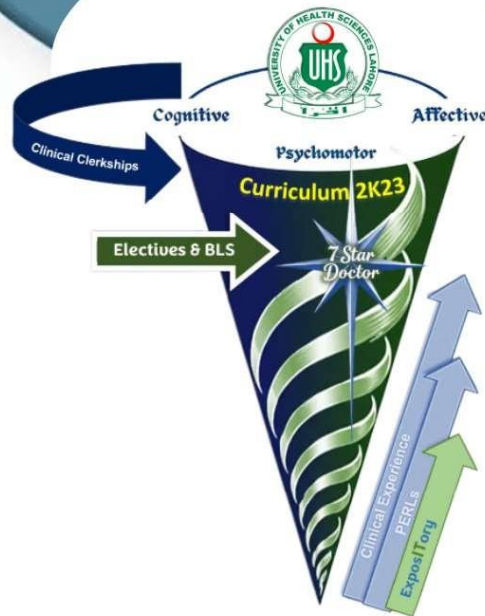 UNIVERSITY OF HEALTH SCIENCES LAHORE
UHS
Cognitive
Affective
Psychomotor
Clinical Clerkships
Curriculum 2K23
Electives & BLS
7 Star
Doctor
Clinical Experience
PERLs
ExposITory